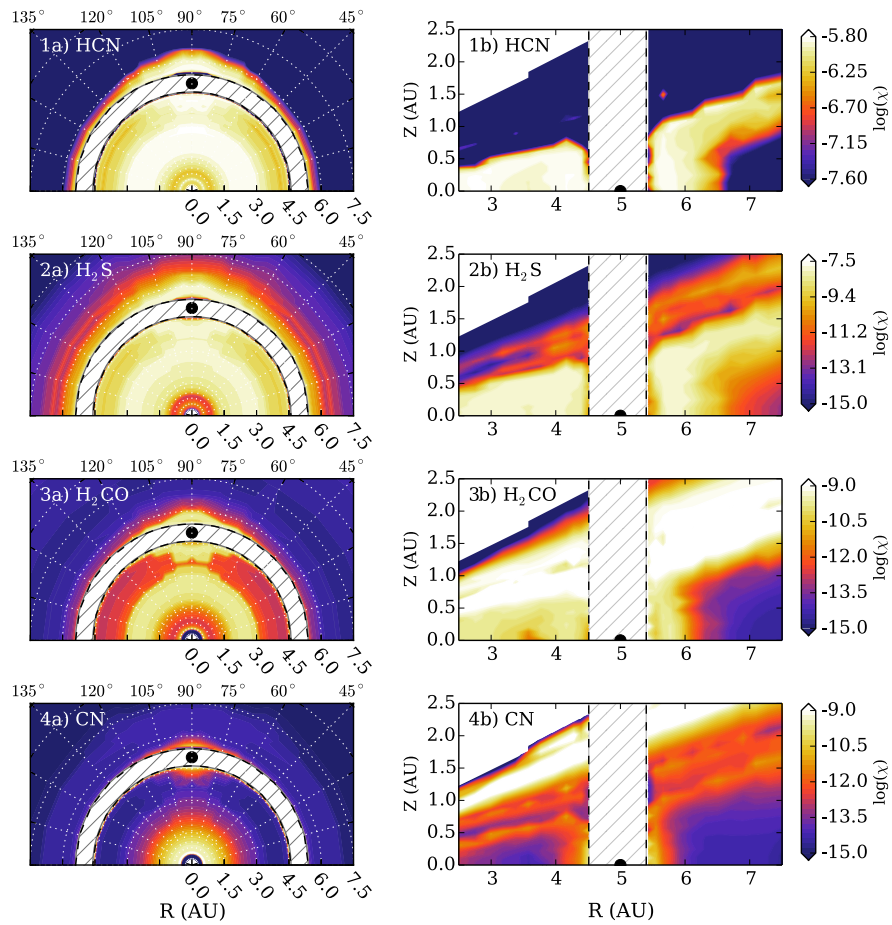 135° 120° 105° 90° 75° 60° 45°
1a) HCN
0.0 1.5 3.0 4.5 6.0 7.5
1b) HCN
Z (AU)
2.5
2.0
1.5
1.0
0.5
0.0
3 4 5 6 7
-5.80
-6.25
-6.70
-7.15
-7.60
log(χ)
135° 120° 105° 90° 75° 60° 45°
2a) H₂S
0.0 1.5 3.0 4.5 6.0 7.5
2b) H₂S
Z (AU)
2.5
2.0
1.5
1.0
0.5
0.0
3 4 5 6 7
-7.5
-9.4
-11.2
-13.1
-15.0
log(χ)
135° 120° 105° 90° 75° 60° 45°
3a) H₂CO
0.0 1.5 3.0 4.5 6.0 7.5
3b) H₂CO
Z (AU)
2.5
2.0
1.5
1.0
0.5
0.0
3 4 5 6 7
-9.0
-10.5
-12.0
-13.5
-15.0
log(χ)
135° 120° 105° 90° 75° 60° 45°
4a) CN
0.0 1.5 3.0 4.5 6.0 7.5
R (AU)
4b) CN
Z (AU)
2.5
2.0
1.5
1.0
0.5
0.0
3 4 5 6 7
R (AU)
-9.0
-10.5
-12.0
-13.5
-15.0
log(χ)